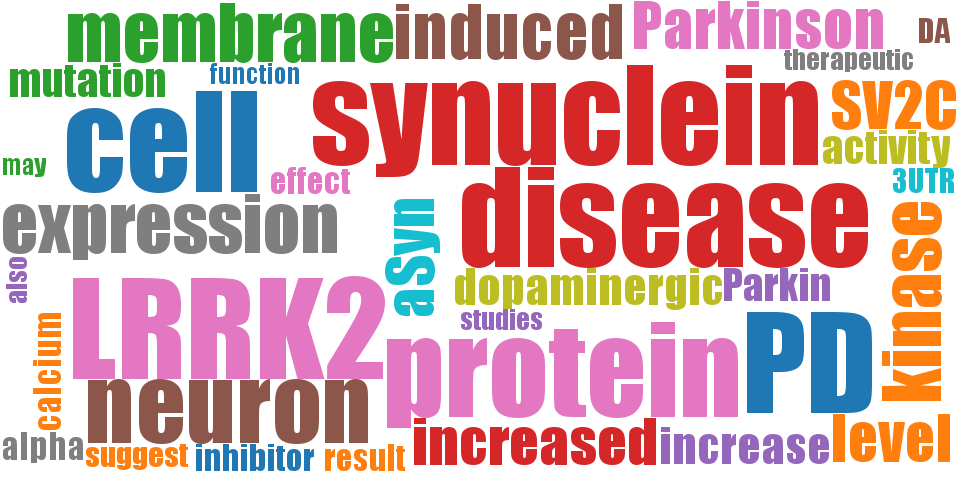 membrane
induced
Parkinson
DA
therapeutic
mutation
function
synuclein
cell
SV2C
activity
may
effect
3UTR
disease
expression
aSyn
kinase
also
dopaminergic
Parkin
LRRK2
studies
calcium
protein
PD
neuron
increased
increase
level
alpha
suggest
inhibitor
result